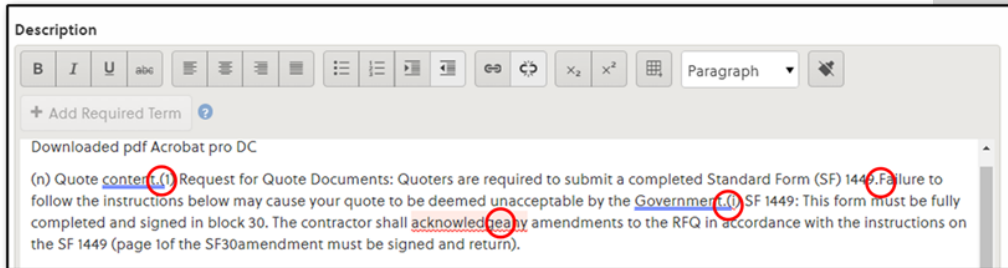 Description
B I U abc x₂ x² Paragraph
+ Add Required Term ?
Downloaded pdf Acrobat pro DC
(n) Quote content.(1) Request for Quote Documents: Quoters are required to submit a completed Standard Form (SF) 1449.Failure to
follow the instructions below may cause your quote to be deemed unacceptable by the Government.(i) SF 1449: This form must be fully
completed and signed in block 30. The contractor shall acknowledgeany amendments to the RFQ in accordance with the instructions on
the SF 1449 (page 1of the SF30amendment must be signed and return).